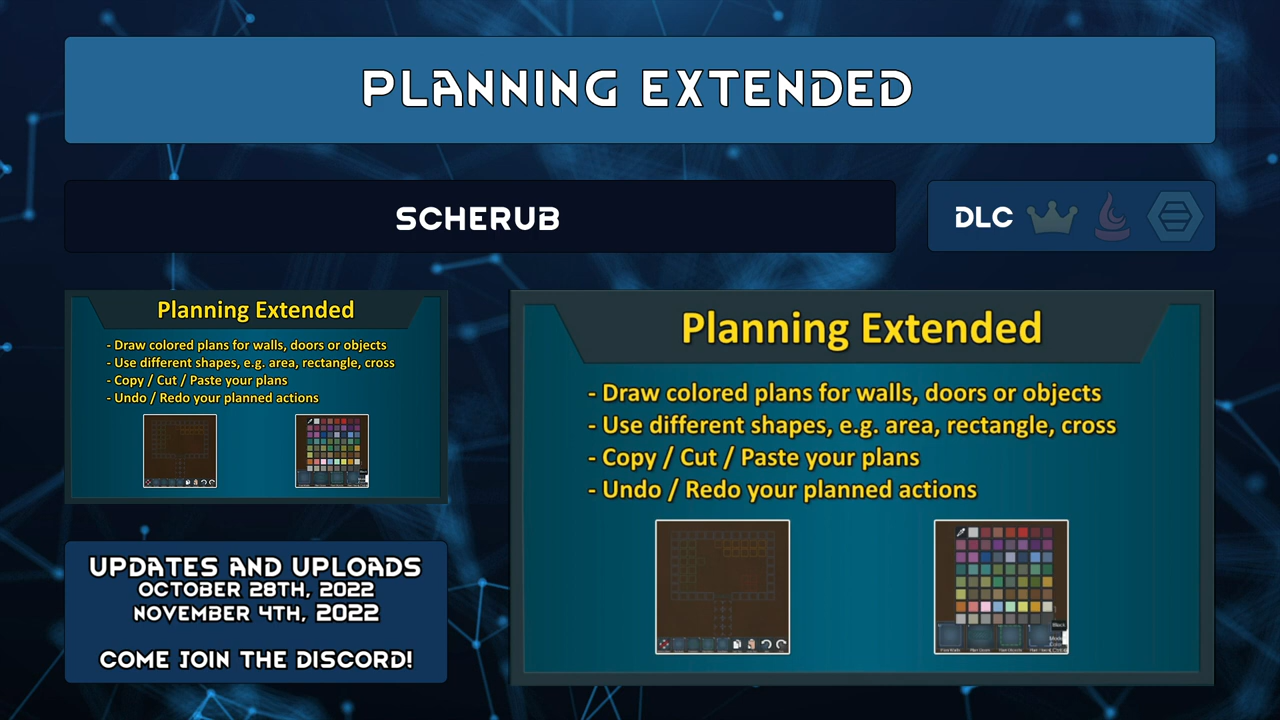 PLANNING EXTENDED
SCHERUB
DLC
Planning Extended
- Draw colored plans for walls, doors or objects
- Use different shapes, e.g. area, rectangle, cross
- Copy / Cut / Paste your plans
- Undo / Redo your planned actions
UPDATES AND UPLOADS
OCTOBER 28TH, 2022
NOVEMBER 4TH, 2022
COME JOIN THE DISCORD!
Planning Extended
- Draw colored plans for walls, doors or objects
- Use different shapes, e.g. area, rectangle, cross
- Copy / Cut / Paste your plans
- Undo / Redo your planned actions